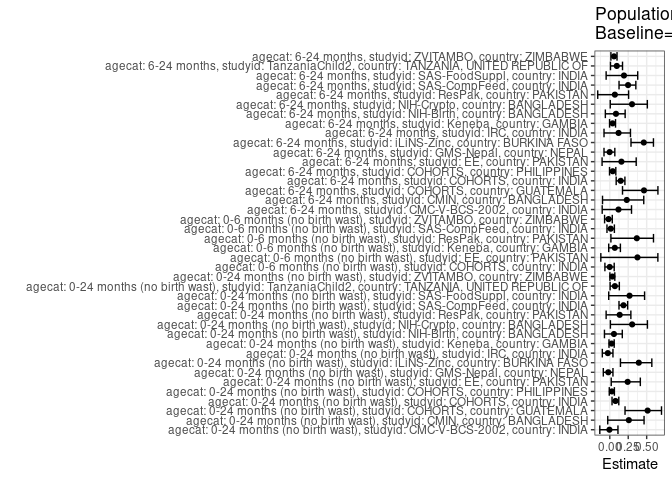 Population
Baseline=
agecat: 6-24 months, studyid: ZVITAMBO, country: ZIMBABWE
agecat: 6-24 months, studyid: TanzaniaChild2, country: TANZANIA, UNITED REPUBLIC OF
agecat: 6-24 months, studyid: SAS-FoodSuppl, country: INDIA
agecat: 6-24 months, studyid: SAS-CompFeed, country: INDIA
agecat: 6-24 months, studyid: ResPak, country: PAKISTAN
agecat: 6-24 months, studyid: NIH-Crypto, country: BANGLADESH
agecat: 6-24 months, studyid: NIH-Birth, country: BANGLADESH
agecat: 6-24 months, studyid: Keneba, country: GAMBIA
agecat: 6-24 months, studyid: IRC, country: INDIA
agecat: 6-24 months, studyid: iLiNS-Zinc, country: BURKINA FASO
agecat: 6-24 months, studyid: GMS-Nepal, country: NEPAL
agecat: 6-24 months, studyid: EE, country: PAKISTAN
agecat: 6-24 months, studyid: COHORTS, country: PHILIPPINES
agecat: 6-24 months, studyid: COHORTS, country: INDIA
agecat: 6-24 months, studyid: COHORTS, country: GUATEMALA
agecat: 6-24 months, studyid: CMIN, country: BANGLADESH
agecat: 6-24 months, studyid: CMC-V-BCS-2002, country: INDIA
agecat: 0-6 months (no birth wast), studyid: ZVITAMBO, country: ZIMBABWE
agecat: 0-6 months (no birth wast), studyid: SAS-CompFeed, country: INDIA
agecat: 0-6 months (no birth wast), studyid: ResPak, country: PAKISTAN
agecat: 0-6 months (no birth wast), studyid: Keneba, country: GAMBIA
agecat: 0-6 months (no birth wast), studyid: EE, country: PAKISTAN
agecat: 0-6 months (no birth wast), studyid: COHORTS, country: INDIA
agecat: 0-24 months (no birth wast), studyid: ZVITAMBO, country: ZIMBABWE
agecat: 0-24 months (no birth wast), studyid: TanzaniaChild2, country: TANZANIA, UNITED REPUBLIC OF
agecat: 0-24 months (no birth wast), studyid: SAS-FoodSuppl, country: INDIA
agecat: 0-24 months (no birth wast), studyid: SAS-CompFeed, country: INDIA
agecat: 0-24 months (no birth wast), studyid: ResPak, country: PAKISTAN
agecat: 0-24 months (no birth wast), studyid: NIH-Crypto, country: BANGLADESH
agecat: 0-24 months (no birth wast), studyid: NIH-Birth, country: BANGLADESH
agecat: 0-24 months (no birth wast), studyid: Keneba, country: GAMBIA
agecat: 0-24 months (no birth wast), studyid: IRC, country: INDIA
agecat: 0-24 months (no birth wast), studyid: iLiNS-Zinc, country: BURKINA FASO
agecat: 0-24 months (no birth wast), studyid: GMS-Nepal, country: NEPAL
agecat: 0-24 months (no birth wast), studyid: EE, country: PAKISTAN
agecat: 0-24 months (no birth wast), studyid: COHORTS, country: PHILIPPINES
agecat: 0-24 months (no birth wast), studyid: COHORTS, country: INDIA
agecat: 0-24 months (no birth wast), studyid: COHORTS, country: GUATEMALA
agecat: 0-24 months (no birth wast), studyid: CMIN, country: BANGLADESH
agecat: 0-24 months (no birth wast), studyid: CMC-V-BCS-2002, country: INDIA
0.00 0.25 0.50
Estimate